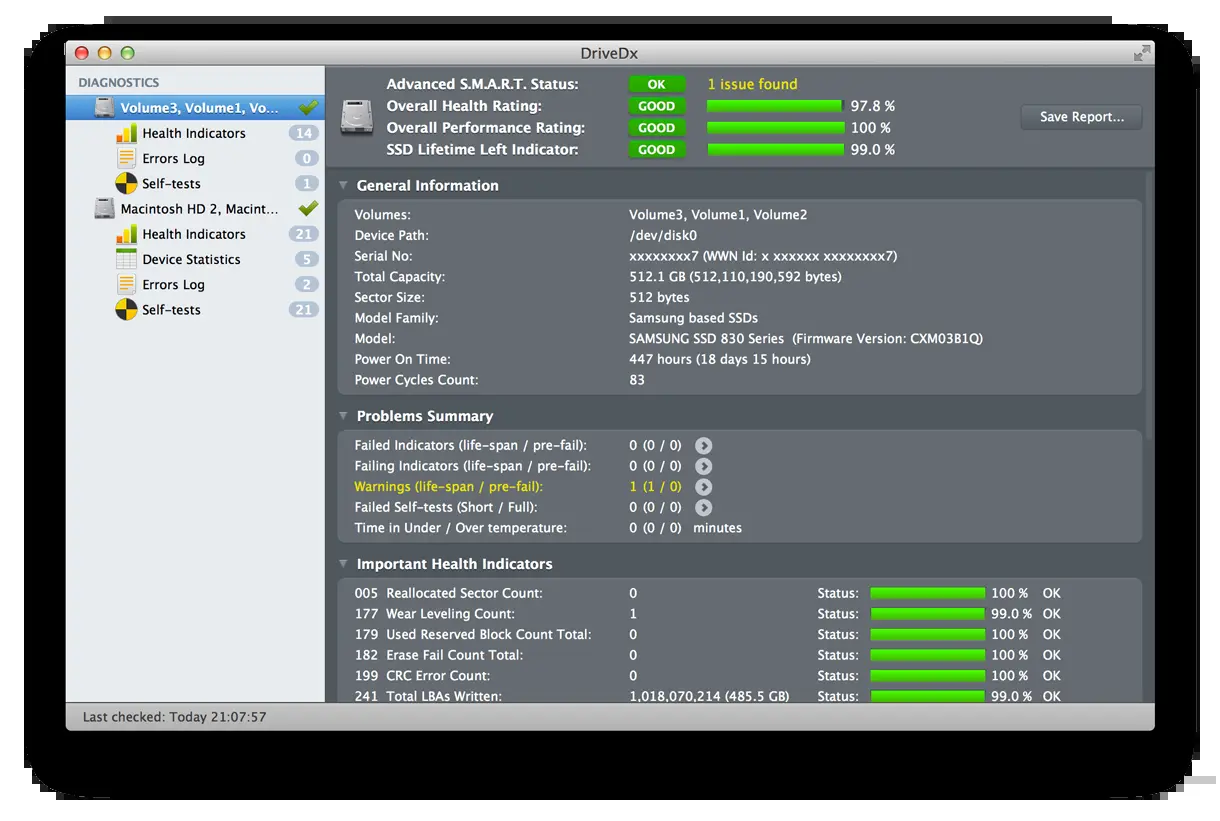 DriveDx
DIAGNOSTICS
Volume3, Volume1, Vo...
Health Indicators 14
Errors Log 0
Self-tests 1
Macintosh HD 2, Macint...
Health Indicators 21
Device Statistics 5
Errors Log 2
Self-tests 21
Advanced S.M.A.R.T. Status: OK 1 issue found
Overall Health Rating: GOOD 97.8 %
Overall Performance Rating: GOOD 100 %
SSD Lifetime Left Indicator: GOOD 99.0 %
Save Report...
General Information
Volumes: Volume3, Volume1, Volume2
Device Path: /dev/disk0
Serial No: xxxxxxxx7 (WWN Id: x xxxxxx xxxxxxxx7)
Total Capacity: 512.1 GB (512,110,190,592 bytes)
Sector Size: 512 bytes
Model Family: Samsung based SSDs
Model: SAMSUNG SSD 830 Series (Firmware Version: CXM03B1Q)
Power On Time: 447 hours (18 days 15 hours)
Power Cycles Count: 83
Problems Summary
Failed Indicators (life-span / pre-fail): 0 (0 / 0)
Failing Indicators (life-span / pre-fail): 0 (0 / 0)
Warnings (life-span / pre-fail): 1 (1 / 0)
Failed Self-tests (Short / Full): 0 (0 / 0)
Time in Under / Over temperature: 0 (0 / 0) minutes
Important Health Indicators
005 Reallocated Sector Count: 0 Status: 100 % OK
177 Wear Leveling Count: 1 Status: 99.0 % OK
179 Used Reserved Block Count Total: 0 Status: 100 % OK
182 Erase Fail Count Total: 0 Status: 100 % OK
199 CRC Error Count: 0 Status: 100 % OK
241 Total LBAs Written: 1,018,070,214 (485.5 GB) Status: 99.0 % OK
Last checked: Today 21:07:57